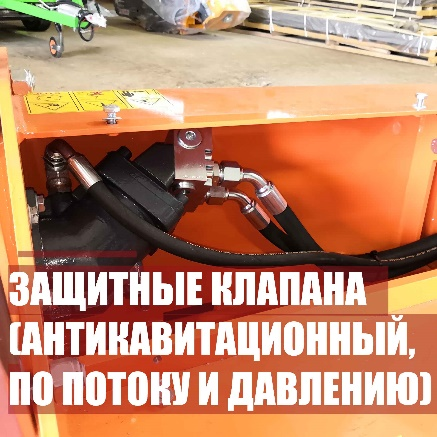 ЗАЩИТНЫЕ КЛАПАНА
(АНТИКАВИТАЦИОННЫЙ,
ПО ПОТОКУ И ДАВЛЕНИЮ)